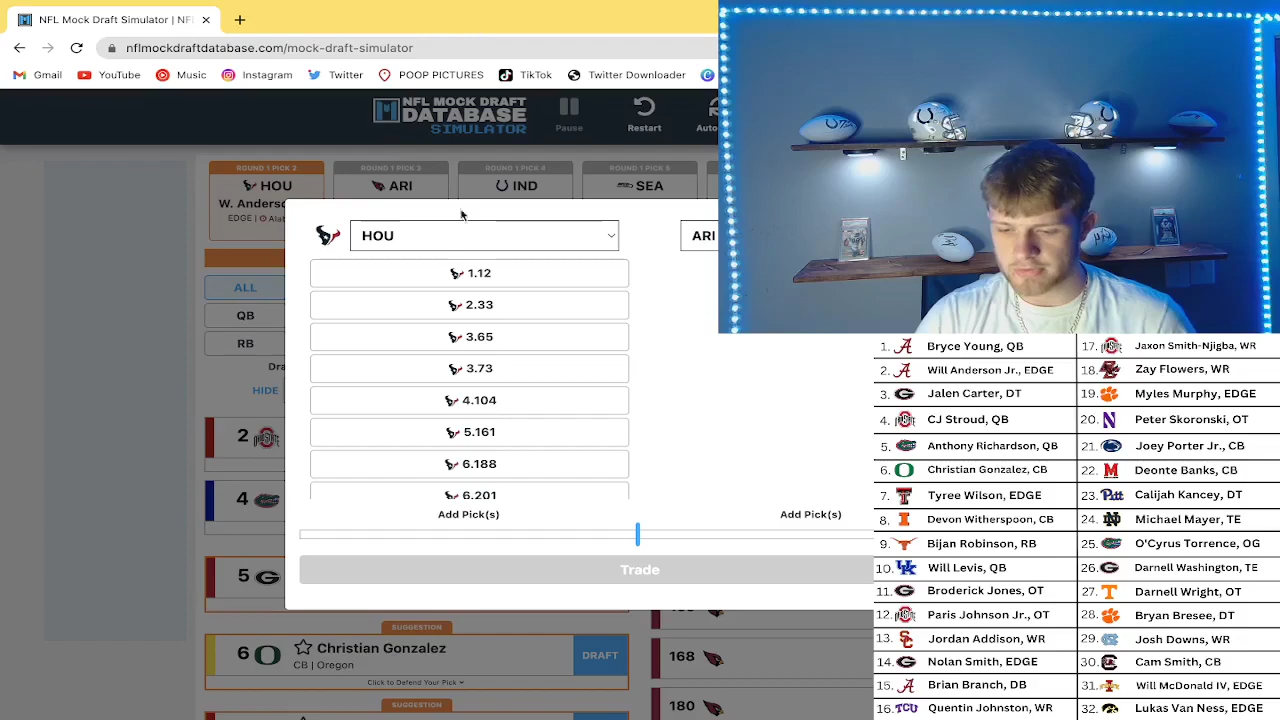 NFL Mock Draft Simulator | NFL
nflmockdraftdatabase.com/mock-draft-simulator
Gmail YouTube Music Instagram Twitter POOP PICTURES TikTok Twitter Downloader
NFL MOCK DRAFT
DATABASE
SIMULATOR
Pause Restart Auto
ROUND 1 PICK 2 ROUND 1 PICK 3 ROUND 1 PICK 4 ROUND 1 PICK 5
HOU ARI IND SEA
W. Anders
EDGE | Alab
HOU
ARI
ALL
QB
RB
Dra
HIDE
1.12
2.33
3.65
3.73
4.104
5.161
6.188
6.201
Add Pick(s) Add Pick(s)
Trade
2
4
5
SUGGESTION
6 Christian Gonzalez
CB | Oregon
DRAFT
Click to Defend Your Pick
SUGGESTION
168
180
1. Bryce Young, QB
2. Will Anderson Jr., EDGE
3. Jalen Carter, DT
4. CJ Stroud, QB
5. Anthony Richardson, QB
6. Christian Gonzalez, CB
7. Tyree Wilson, EDGE
8. Devon Witherspoon, CB
9. Bijan Robinson, RB
10. Will Levis, QB
11. Broderick Jones, OT
12. Paris Johnson Jr., OT
13. Jordan Addison, WR
14. Nolan Smith, EDGE
15. Brian Branch, DB
16. Quentin Johnston, WR
17. Jaxon Smith-Njigba, WR
18. Zay Flowers, WR
19. Myles Murphy, EDGE
20. Peter Skoronski, OT
21. Joey Porter Jr., CB
22. Deonte Banks, CB
23. Calijah Kancey, DT
24. Michael Mayer, TE
25. O'Cyrus Torrence, OG
26. Darnell Washington, TE
27. Darnell Wright, OT
28. Bryan Bresee, DT
29. Josh Downs, WR
30. Cam Smith, CB
31. Will McDonald IV, EDGE
32. Lukas Van Ness, EDGE